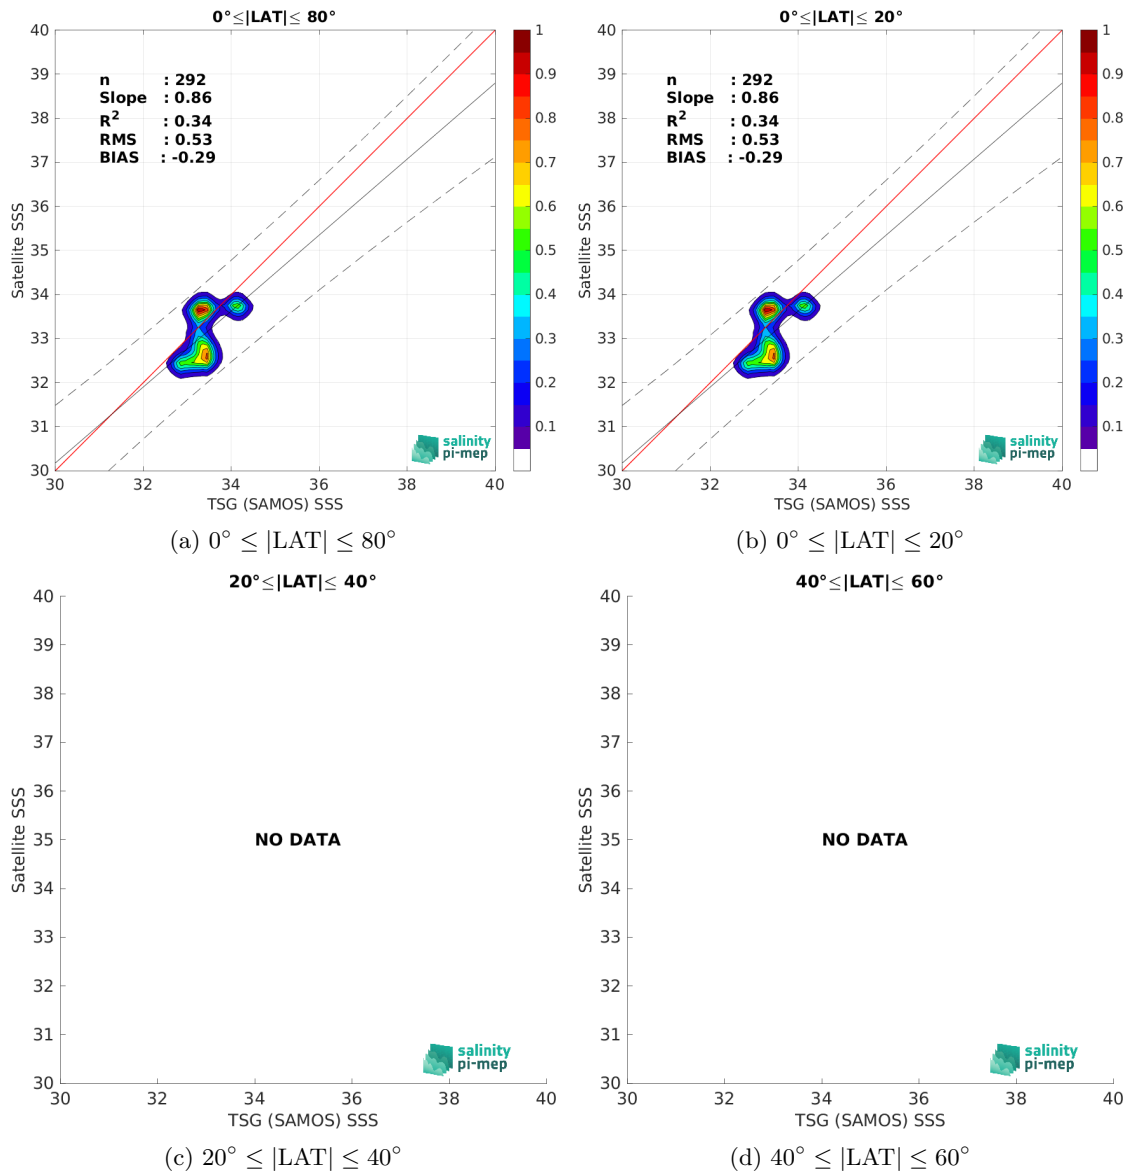 0°≤|LAT|≤ 80°
40
39
38
37
36
35
34
33
32
31
30
Satellite SSS
n : 292
Slope : 0.86
R2 : 0.34
RMS : 0.53
BIAS : -0.29
1
0.9
0.8
0.7
0.6
0.5
0.4
0.3
0.2
0.1
salinity
pi-mep
30 32 34 36 38 40
TSG (SAMOS) SSS
(a) 0° ≤ |LAT| ≤ 80°
0°≤|LAT|≤ 20°
40
39
38
37
36
35
34
33
32
31
30
Satellite SSS
n : 292
Slope : 0.86
R2 : 0.34
RMS : 0.53
BIAS : -0.29
1
0.9
0.8
0.7
0.6
0.5
0.4
0.3
0.2
0.1
salinity
pi-mep
30 32 34 36 38 40
TSG (SAMOS) SSS
(b) 0° ≤ |LAT| ≤ 20°
20°≤|LAT|≤ 40°
40
39
38
37
36
35
34
33
32
31
30
Satellite SSS
NO DATA
salinity
pi-mep
30 32 34 36 38 40
TSG (SAMOS) SSS
(c) 20° ≤ |LAT| ≤ 40°
40°≤|LAT|≤ 60°
40
39
38
37
36
35
34
33
32
31
30
Satellite SSS
NO DATA
salinity
pi-mep
30 32 34 36 38 40
TSG (SAMOS) SSS
(d) 40° ≤ |LAT| ≤ 60°